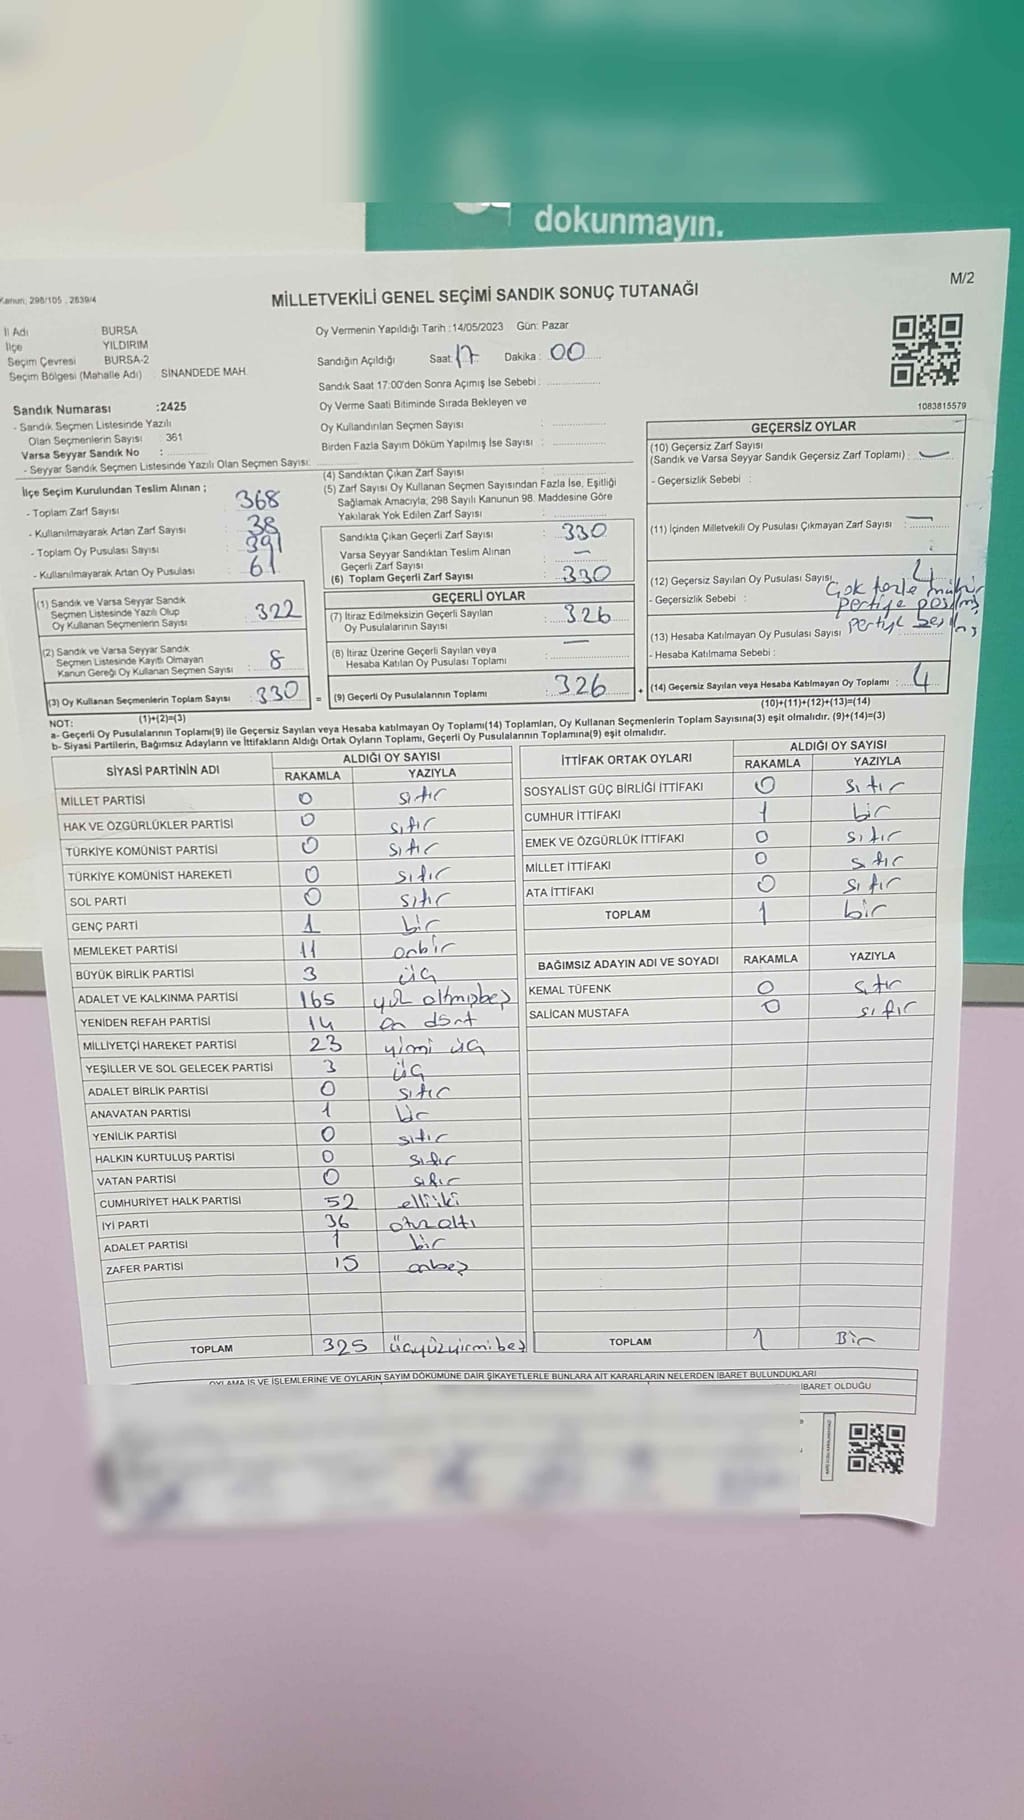 dokunmayın.
Kanun; 298/105 , 2839/4
M/2
MİLLETVEKİLİ GENEL SEÇİMİ SANDIK SONUÇ TUTANAĞI
İl Adı BURSA
İlçe YILDIRIM
Seçim Çevresi BURSA-2
Seçim Bölgesi (Mahalle Adı) SİNANDEDE MAH.
Sandık Numarası :2425
- Sandık Seçmen Listesinde Yazılı
Olan Seçmenlerin Sayısı : 361
Varsa Seyyar Sandık No :
- Seyyar Sandık Seçmen Listesinde Yazılı Olan Seçmen Sayısı:
Oy Vermenin Yapıldığı Tarih : 14/05/2023 Gün: Pazar
Sandığın Açıldığı Saat: 17 Dakika : 00
Sandık Saat 17:00'den Sonra Açımış İse Sebebi :
Oy Verme Saati Bitiminde Sırada Bekleyen ve
Oy Kullandırılan Seçmen Sayısı :
Birden Fazla Sayım Döküm Yapılmış İse Sayısı :
1083815579
İlçe Seçim Kurulundan Teslim Alınan ;
- Toplam Zarf Sayısı : 368
- Kullanılmayarak Artan Zarf Sayısı : 38
- Toplam Oy Pusulası Sayısı : 391
- Kullanılmayarak Artan Oy Pusulası : 61
(1) Sandık ve Varsa Seyyar Sandık
Seçmen Listesinde Yazılı Olup
Oy Kullanan Seçmenlerin Sayısı : 322
(2) Sandık ve Varsa Seyyar Sandık
Seçmen Listesinde Kayıtlı Olmayan
Kanun Gereği Oy Kullanan Seçmen Sayısı : 8
(3) Oy Kullanan Seçmenlerin Toplam Sayısı : 330 =
(1)+(2)=(3)
(4) Sandıktan Çıkan Zarf Sayısı :
(5) Zarf Sayısı Oy Kullanan Seçmen Sayısından Fazla İse, Eşitliği
Sağlamak Amacıyla; 298 Sayılı Kanunun 98. Maddesine Göre
Yakılarak Yok Edilen Zarf Sayısı :
Sandıkta Çıkan Geçerli Zarf Sayısı : 330
Varsa Seyyar Sandıktan Teslim Alınan
Geçerli Zarf Sayısı : —
(6) Toplam Geçerli Zarf Sayısı : 330
GEÇERLİ OYLAR
(7) İtiraz Edilmeksizin Geçerli Sayılan
Oy Pusulalarının Sayısı : 326
(8) İtiraz Üzerine Geçerli Sayılan veya
Hesaba Katılan Oy Pusulası Toplamı : —
(9) Geçerli Oy Pusulalarının Toplamı : 326 +
GEÇERSİZ OYLAR
(10) Geçersiz Zarf Sayısı
(Sandık ve Varsa Seyyar Sandık Geçersiz Zarf Toplamı) : —
- Geçersizlik Sebebi :
(11) İçinden Milletvekili Oy Pusulası Çıkmayan Zarf Sayısı : —
(12) Geçersiz Sayılan Oy Pusulası Sayısı : 4
- Geçersizlik Sebebi : Çok fazla mühür
partiye
(13) Hesaba Katılmayan Oy Pusulası Sayısı :
- Hesaba Katılmama Sebebi :
(14) Geçersiz Sayılan veya Hesaba Katılmayan Oy Toplamı : 4
(10)+(11)+(12)+(13)=(14)
NOT:
a- Geçerli Oy Pusulalarının Toplamı(9) ile Geçersiz Sayılan veya Hesaba katılmayan Oy Toplamı(14) Toplamları, Oy Kullanan Seçmenlerin Toplam Sayısına(3) eşit olmalıdır. (9)+(14)=(3)
b- Siyasi Partilerin, Bağımsız Adayların ve İttifakların Aldığı Ortak Oyların Toplamı, Geçerli Oy Pusulalarının Toplamına(9) eşit olmalıdır.
SİYASİ PARTİNİN ADI ALDIĞI OY SAYISI
RAKAMLA YAZIYLA
MİLLET PARTİSİ 0 sıfır
HAK VE ÖZGÜRLÜKLER PARTİSİ 0 sıfır
TÜRKİYE KOMÜNİST PARTİSİ 0 sıfır
TÜRKİYE KOMÜNİST HAREKETİ 0 sıfır
SOL PARTİ 0 sıfır
GENÇ PARTİ 1 bir
MEMLEKET PARTİSİ 11 onbir
BÜYÜK BİRLİK PARTİSİ 3 üç
ADALET VE KALKINMA PARTİSİ 165 yüz altmışbeş
YENİDEN REFAH PARTİSİ 14 on dört
MİLLİYETÇİ HAREKET PARTİSİ 23 yirmi üç
YEŞİLLER VE SOL GELECEK PARTİSİ 3 üç
ADALET BİRLİK PARTİSİ 0 sıfır
ANAVATAN PARTİSİ 1 bir
YENİLİK PARTİSİ 0 sıfır
HALKIN KURTULUŞ PARTİSİ 0 sıfır
VATAN PARTİSİ 0 sıfır
CUMHURİYET HALK PARTİSİ 52 elliiki
İYİ PARTİ 36 otuzaltı
ADALET PARTİSİ 1 bir
ZAFER PARTİSİ 15 onbeş
TOPLAM 325 üçyüzyirmibeş
İTTİFAK ORTAK OYLARI ALDIĞI OY SAYISI
RAKAMLA YAZIYLA
SOSYALİST GÜÇ BİRLİĞİ İTTİFAKI 0 sıfır
CUMHUR İTTİFAKI 1 bir
EMEK VE ÖZGÜRLÜK İTTİFAKI 0 sıfır
MİLLET İTTİFAKI 0 sıfır
ATA İTTİFAKI 0 sıfır
TOPLAM 1 bir
BAĞIMSIZ ADAYIN ADI VE SOYADI RAKAMLA YAZIYLA
KEMAL TÜFENK 0 sıfır
SALİCAN MUSTAFA 0 sıfır
TOPLAM 1 Bir
OYLAMA İŞ VE İŞLEMLERİNE VE OYLARIN SAYIM DÖKÜMÜNE DAİR ŞİKAYETLERLE BUNLARA AİT KARARLARIN NELERDEN İBARET BULUNDUKLARI
İBARET OLDUĞU